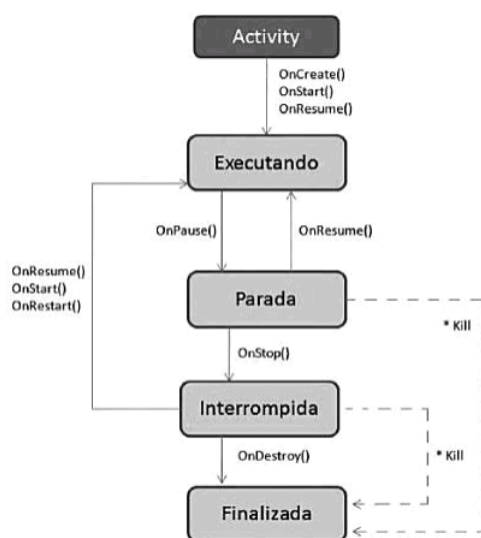 Activity
OnCreate()
OnStart()
OnResume()
Executando
OnPause()
OnResume()
OnResume()
OnStart()
OnRestart()
Parada
* Kill
OnStop()
Interrompida
* Kill
OnDestroy()
Finalizada